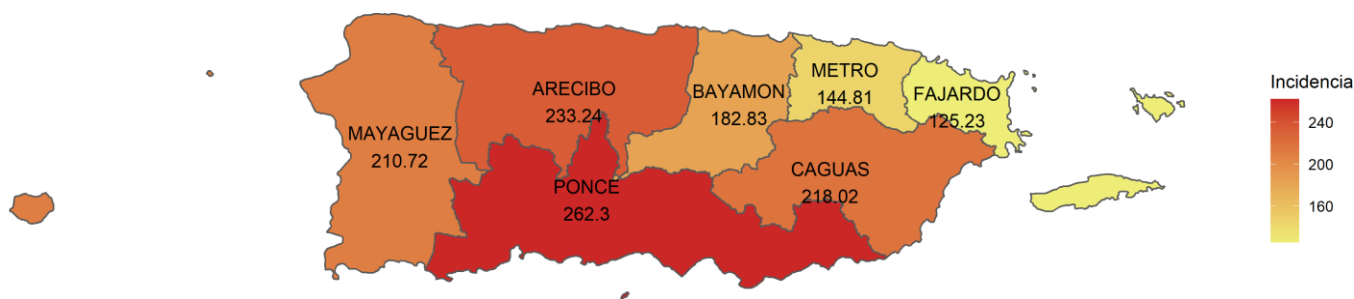 ARECIBO
233.24
BAYAMON
182.83
METRO
144.81
FAJARDO
125.23
MAYAGUEZ
210.72
PONCE
262.3
CAGUAS
218.02
Incidencia
240
200
160